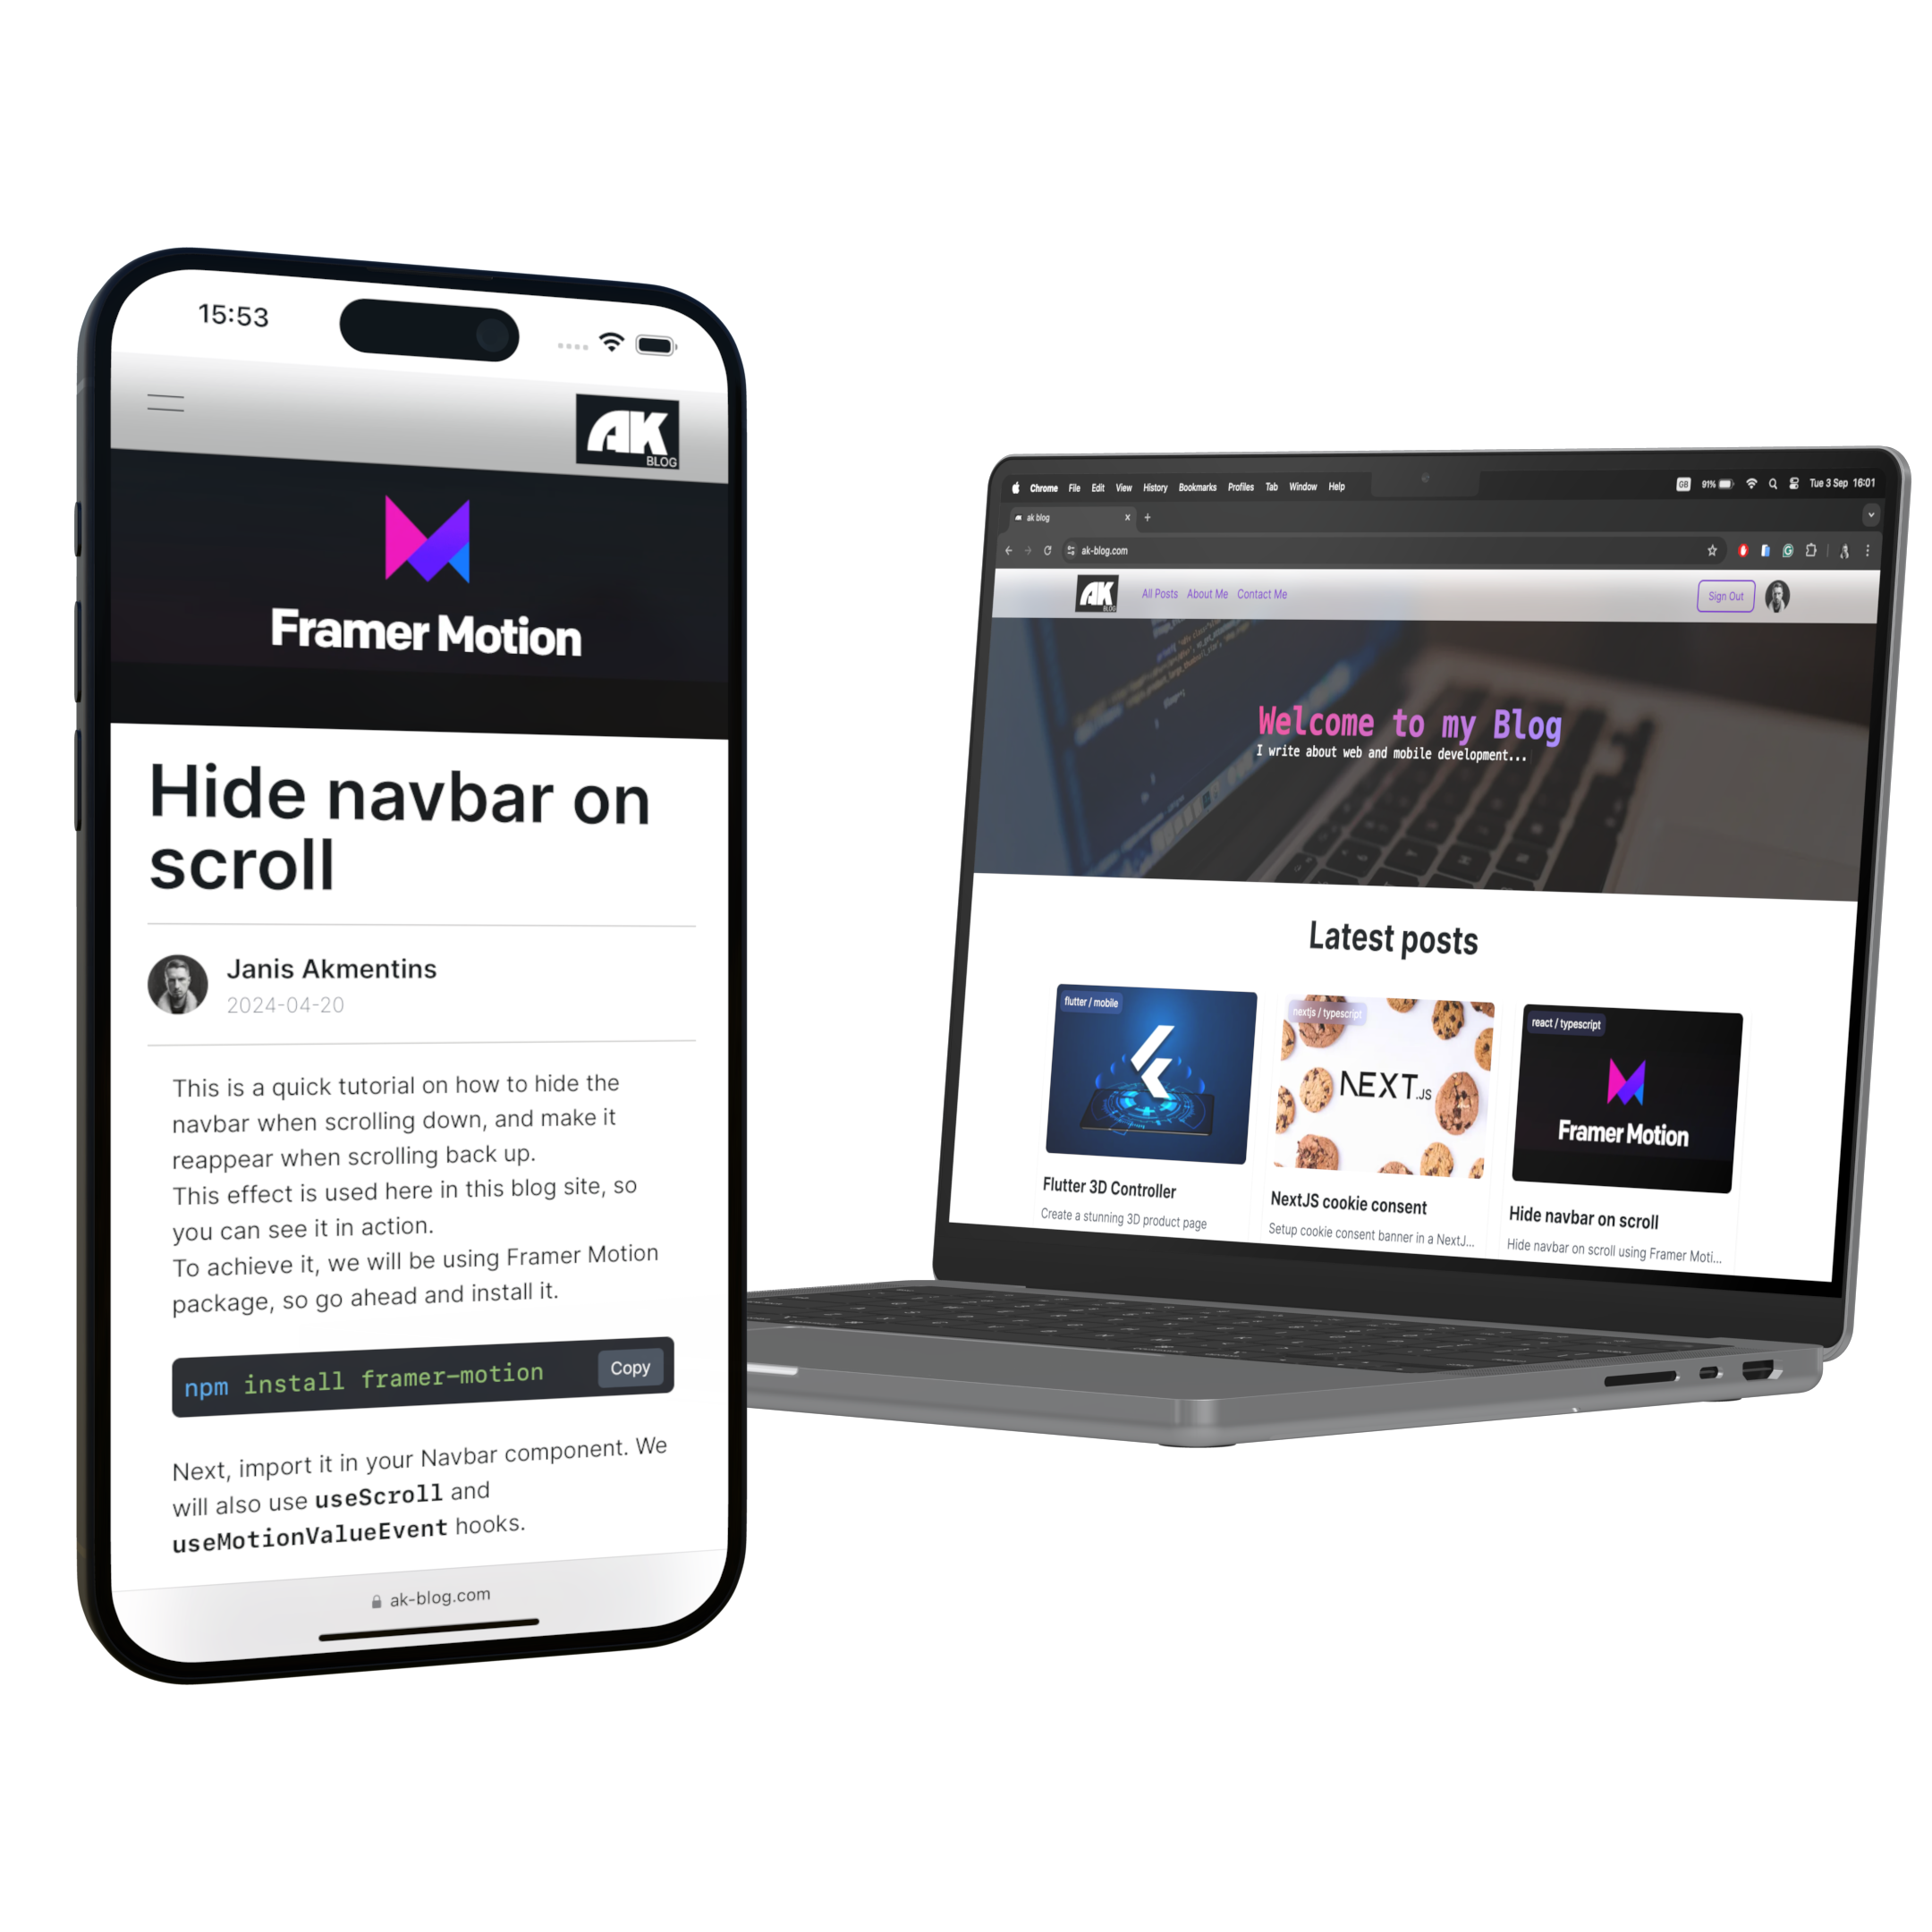 15:53
AK
BLOG
Framer Motion
Hide navbar on
scroll
Janis Akmentins
2024-04-20
This is a quick tutorial on how to hide the
navbar when scrolling down, and make it
reappear when scrolling back up.
This effect is used here in this blog site, so
you can see it in action.
To achieve it, we will be using Framer Motion
package, so go ahead and install it.
npm install framer-motion
Copy
Next, import it in your Navbar component. We
will also use useScroll and
useMotionValueEvent hooks.
ak-blog.com
Chrome File Edit View History Bookmarks Profiles Tab Window Help
GB 91% Tue 3 Sep 16:01
ak blog
ak-blog.com
AK
BLOG
All Posts About Me Contact Me
Sign Out
Welcome to my Blog
I write about web and mobile development...
Latest posts
flutter / mobile
Flutter 3D Controller
Create a stunning 3D product page
nextjs / typescript
NEXT.JS
NextJS cookie consent
Setup cookie consent banner in a NextJ...
react / typescript
Framer Motion
Hide navbar on scroll
Hide navbar on scroll using Framer Moti...